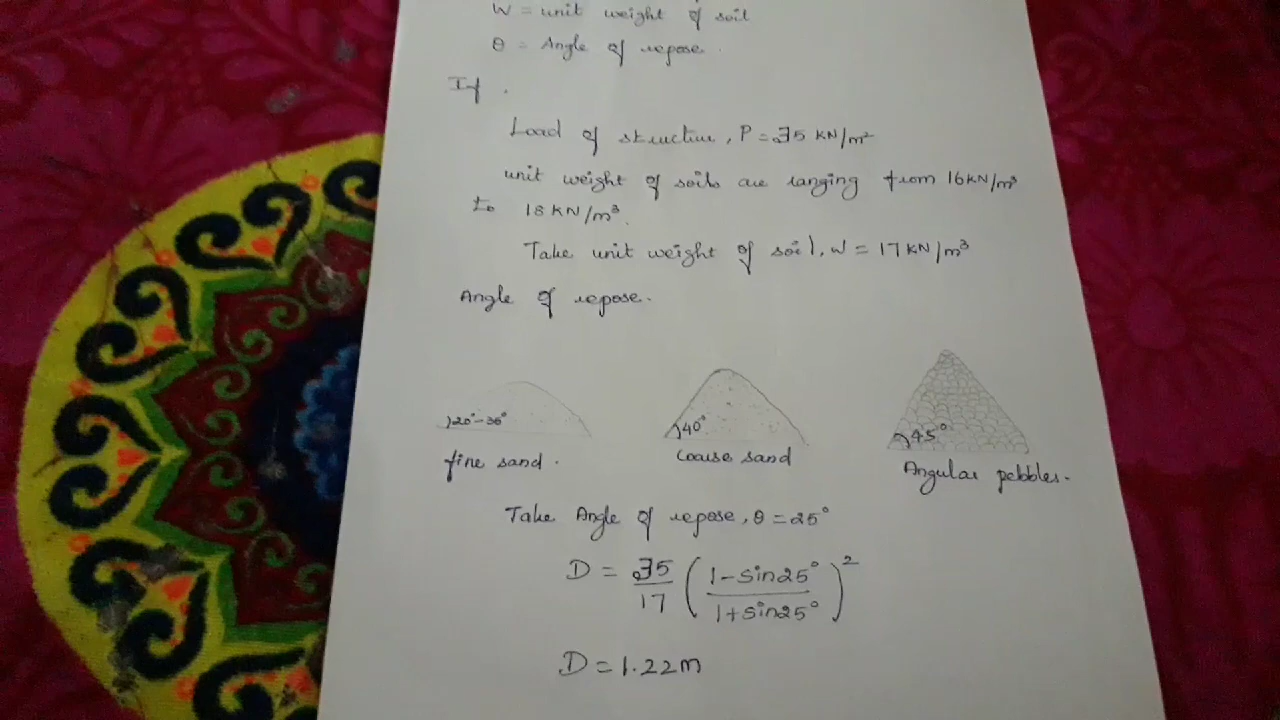 W = unit weight of soil
θ = Angle of repose.
If.
Load of structure, P = 35 KN/m²
unit weight of soils are ranging from 16 KN/m³
to 18 KN/m³.
Take unit weight of soil, W = 17 KN/m³
Angle of repose.
20°-30° 40° 45°
fine sand. Coarse sand Angular pebbles.
Take Angle of repose, θ = 25°
D = 35/17 (1-sin25°/1+sin25°)²
D = 1.22m